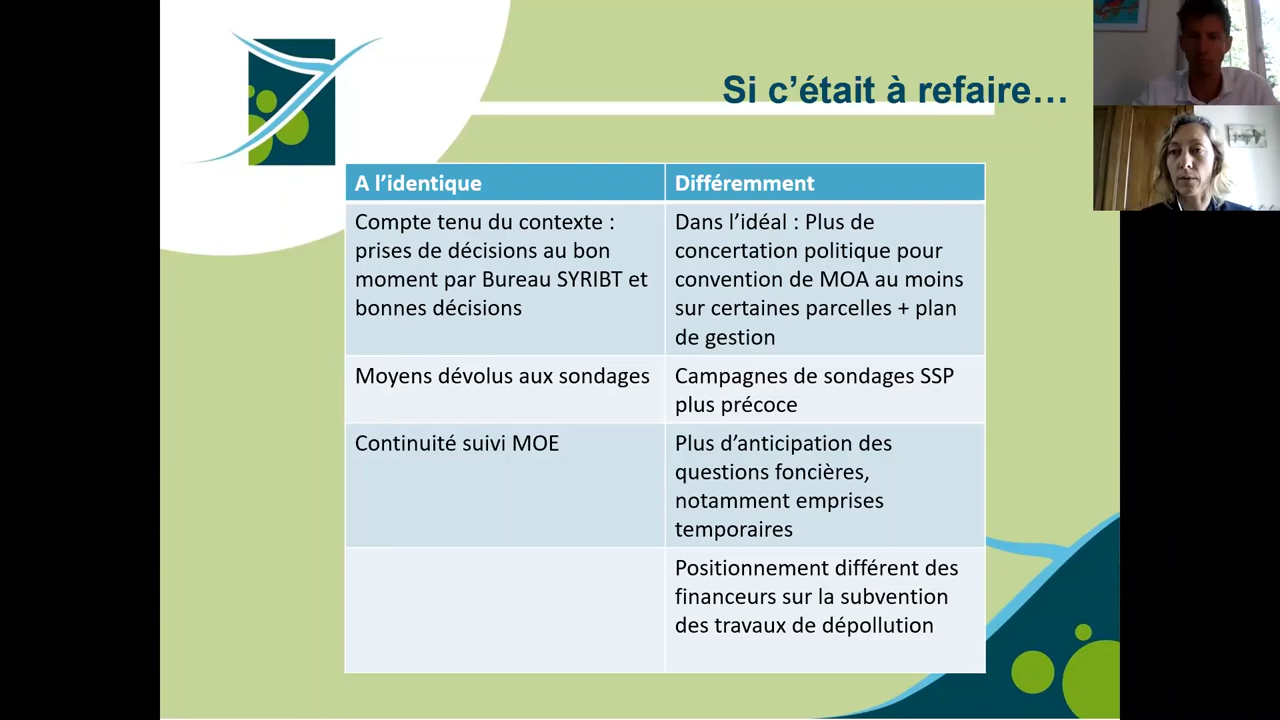 Si c'était à refaire…
A l'identique
Différemment
Compte tenu du contexte :
prises de décisions au bon
moment par Bureau SYRIBT et
bonnes décisions
Dans l'idéal : Plus de
concertation politique pour
convention de MOA au moins
sur certaines parcelles + plan
de gestion
Moyens dévolus aux sondages
Campagnes de sondages SSP
plus précoce
Continuité suivi MOE
Plus d'anticipation des
questions foncières,
notamment emprises
temporaires
Positionnement différent des
financeurs sur la subvention
des travaux de dépollution